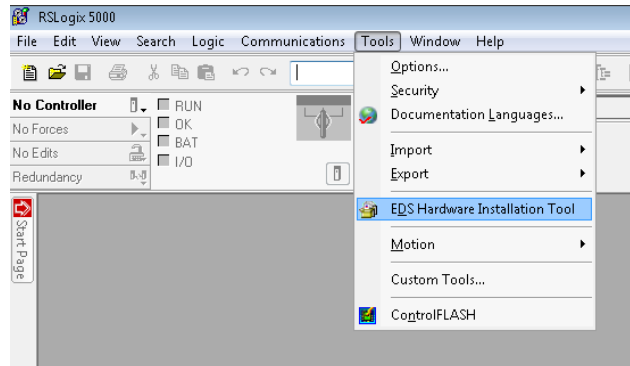 RSLogix 5000
File Edit View Search Logic Communications Tools Window Help
No Controller
RUN
No Forces
OK
No Edits
BAT
Redundancy
I/O
Start Page
Options...
Security
Documentation Languages...
Import
Export
EDS Hardware Installation Tool
Motion
Custom Tools...
ControlFLASH